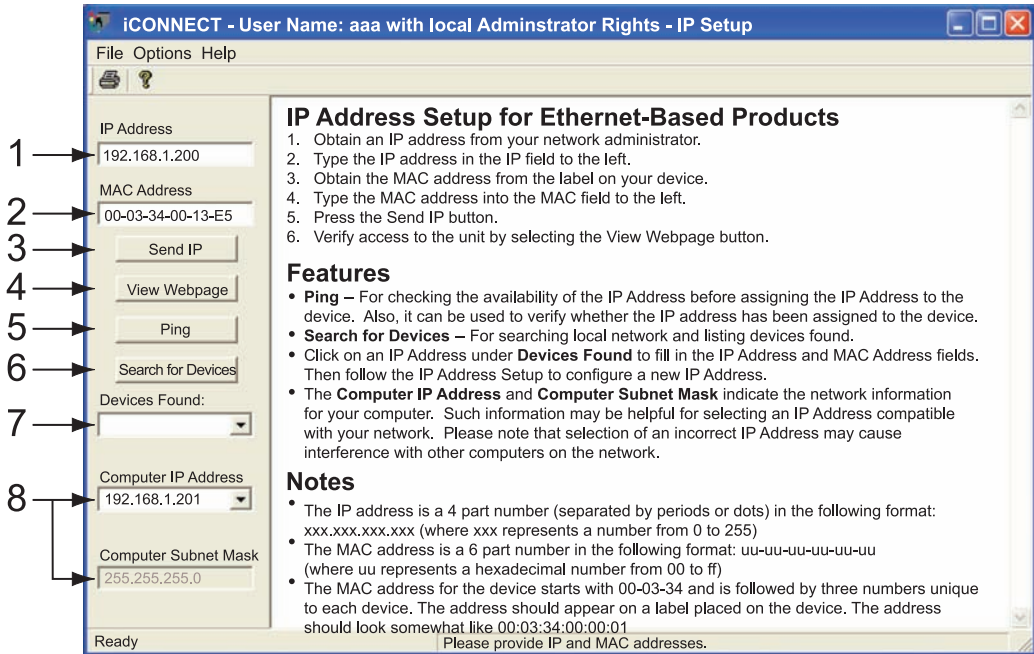 iCONNECT - User Name: aaa with local Adminstrator Rights - IP Setup
File Options Help
IP Address
1
192.168.1.200
MAC Address
2
00-03-34-00-13-E5
3
Send IP
4
View Webpage
5
Ping
6
Search for Devices
Devices Found:
7
Computer IP Address
8
192.168.1.201
Computer Subnet Mask
255.255.255.0
IP Address Setup for Ethernet-Based Products
1. Obtain an IP address from your network administrator.
2. Type the IP address in the IP field to the left.
3. Obtain the MAC address from the label on your device.
4. Type the MAC address into the MAC field to the left.
5. Press the Send IP button.
6. Verify access to the unit by selecting the View Webpage button.
Features
• Ping – For checking the availability of the IP Address before assigning the IP Address to the
device. Also, it can be used to verify whether the IP address has been assigned to the device.
• Search for Devices – For searching local network and listing devices found.
• Click on an IP Address under Devices Found to fill in the IP Address and MAC Address fields.
Then follow the IP Address Setup to configure a new IP Address.
• The Computer IP Address and Computer Subnet Mask indicate the network information
for your computer. Such information may be helpful for selecting an IP Address compatible
with your network. Please note that selection of an incorrect IP Address may cause
interference with other computers on the network.
Notes
• The IP address is a 4 part number (separated by periods or dots) in the following format:
xxx.xxx.xxx.xxx (where xxx represents a number from 0 to 255)
• The MAC address is a 6 part number in the following format: uu-uu-uu-uu-uu-uu
(where uu represents a hexadecimal number from 00 to ff)
• The MAC address for the device starts with 00-03-34 and is followed by three numbers unique
to each device. The address should appear on a label placed on the device. The address
should look somewhat like 00:03:34:00:00:01
Ready
Please provide IP and MAC addresses.